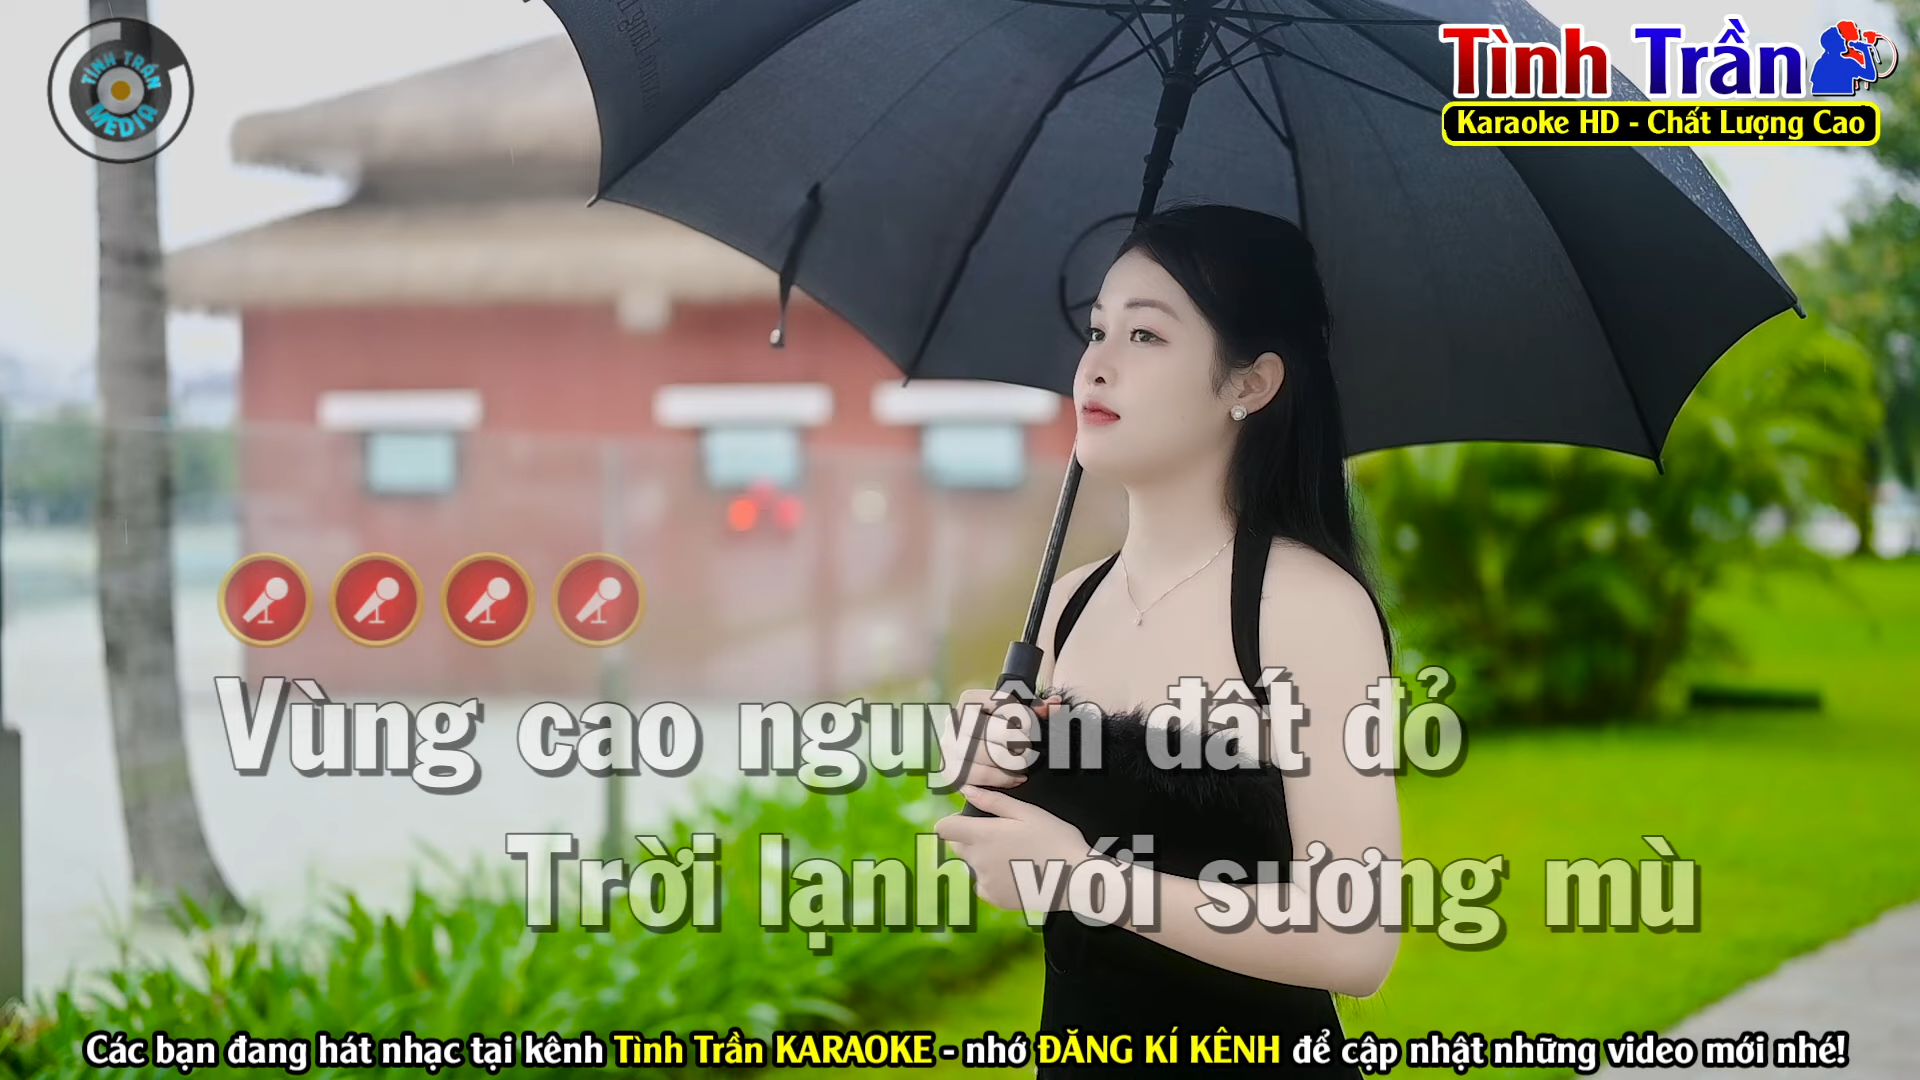 TÌNH TRẦN
MEDIA
Tình Trần
Karaoke HD - Chất Lượng Cao
Vùng cao nguyên đất đỏ
Trời lạnh với sương mù
Các bạn đang hát nhạc tại kênh Tình Trần KARAOKE - nhớ ĐĂNG KÍ KÊNH để cập nhật những video mới nhé!